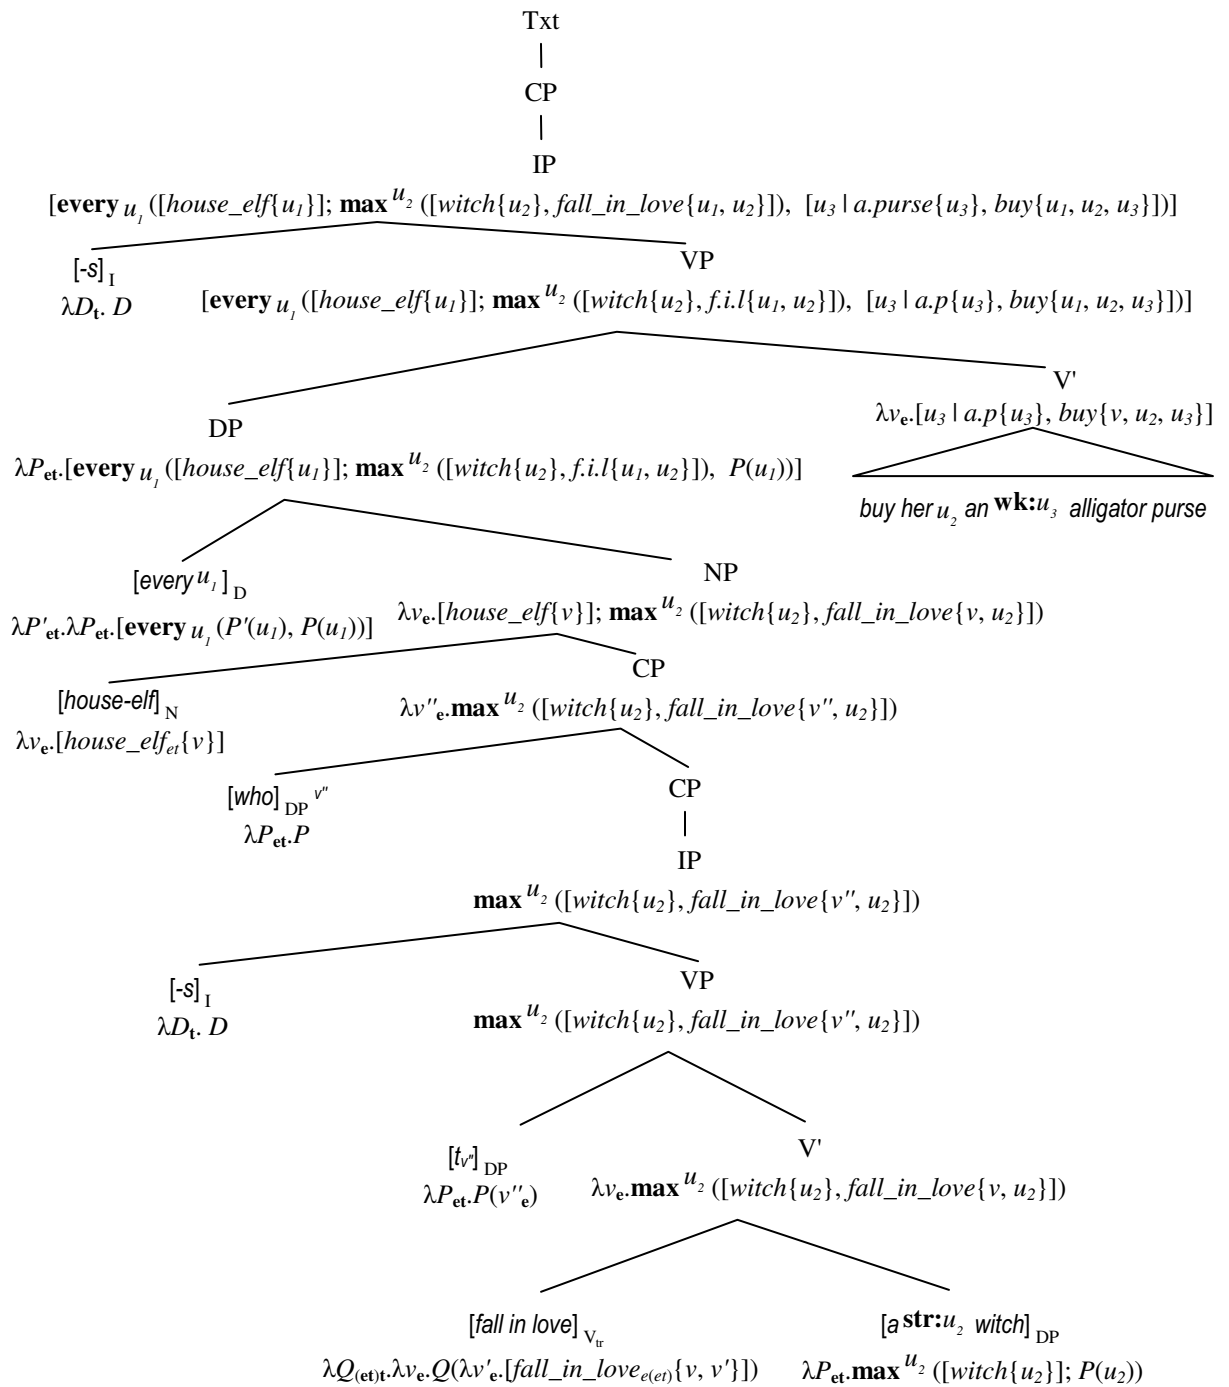 Txt
CP
IP
[every u₁ ([house_elf{u₁}]; max u₂ ([witch{u₂}, fall_in_love{u₁, u₂}]), [u₃ | a.purse{u₃}, buy{u₁, u₂, u₃}])]
[-s] I
VP
λDt. D
[every u₁ ([house_elf{u₁}]; max u₂ ([witch{u₂}, f.i.l{u₁, u₂}]), [u₃ | a.p{u₃}, buy{u₁, u₂, u₃}])]
V'
DP
λve.[u₃ | a.p{u₃}, buy{v, u₂, u₃}]
λPet.[every u₁ ([house_elf{u₁}]; max u₂ ([witch{u₂}, f.i.l{u₁, u₂}]), P(u₁))]
buy her u₂ an wk:u₃ alligator purse
[every u₁] D
NP
λP'et.λPet.[every u₁ (P'(u₁), P(u₁))]
λve.[house_elf{v}]; max u₂ ([witch{u₂}, fall_in_love{v, u₂}])
CP
[house-elf] N
λv''e.max u₂ ([witch{u₂}, fall_in_love{v'', u₂}])
λve.[house_elfet{v}]
[who] DP v''
CP
λPet.P
IP
max u₂ ([witch{u₂}, fall_in_love{v'', u₂}])
[-s] I
VP
λDt. D
max u₂ ([witch{u₂}, fall_in_love{v'', u₂}])
[tv''] DP
V'
λPet.P(v''e)
λve.max u₂ ([witch{u₂}, fall_in_love{v, u₂}])
[fall in love] Vtr
[a str:u₂ witch] DP
λQ(et)t.λve.Q(λv'e.[fall_in_lovee(et){v, v'}])
λPet.max u₂ ([witch{u₂}]; P(u₂))